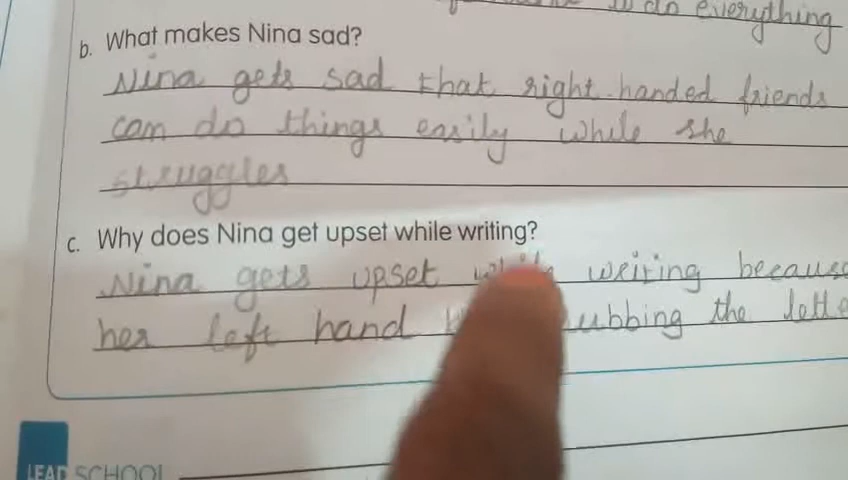 do everything
b. What makes Nina sad?
Nina gets sad that right-handed friends
can do things easily while she
struggles
c. Why does Nina get upset while writing?
Nina gets upset while writing because
her left hand rubbing the lette
LEAD SCHOOL